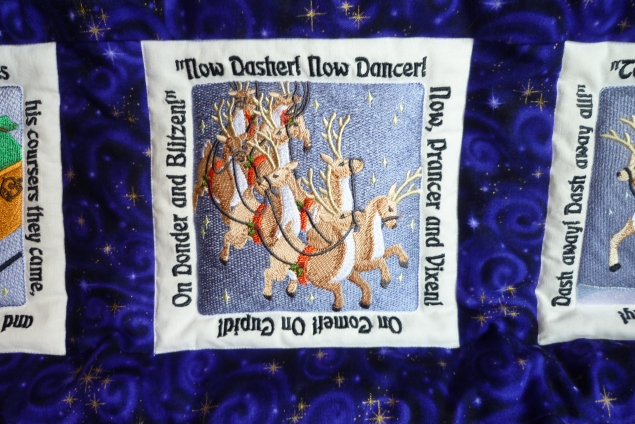 his coursers they came,
and
"Now Dasher! Now Dancer!
Now, Prancer and Vixen!
On Comet! On Cupid!
On Donder and Blitzen!"
Dash away! Dash away all!"